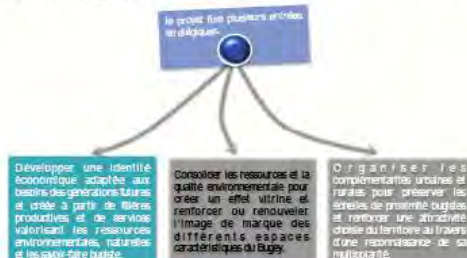 le projet fixe plusieurs entrées
stratégiques.
Développer une identité
économique adaptée aux
besoins des générations futures
et créée à partir de filières
productives et de services
valorisant les ressources
environnementales, naturelles
et les savoir-faire bugiste.
Consolider les ressources et la
qualité environnementale pour
créer un effet vitrine et
renforcer ou renouveler
l'image de marque des
différents espaces
caractéristiques du Bugey.
Organiser les
complémentarités urbaines et
rurales pour préserver les
échelles de proximité bugistes
et renforcer une attractivité
choisie du territoire au travers
d'une reconnaissance de sa
multipolarité.